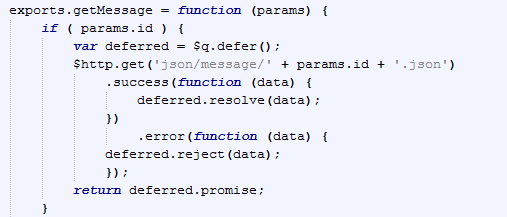 exports.getMessage = function (params) {
    if ( params.id ) {
        var deferred = $q.defer();
        $http.get('json/message/' + params.id + '.json')
            .success(function (data) {
                deferred.resolve(data);
            })
                .error(function (data) {
            deferred.reject(data);
            });
        return deferred.promise;
    }